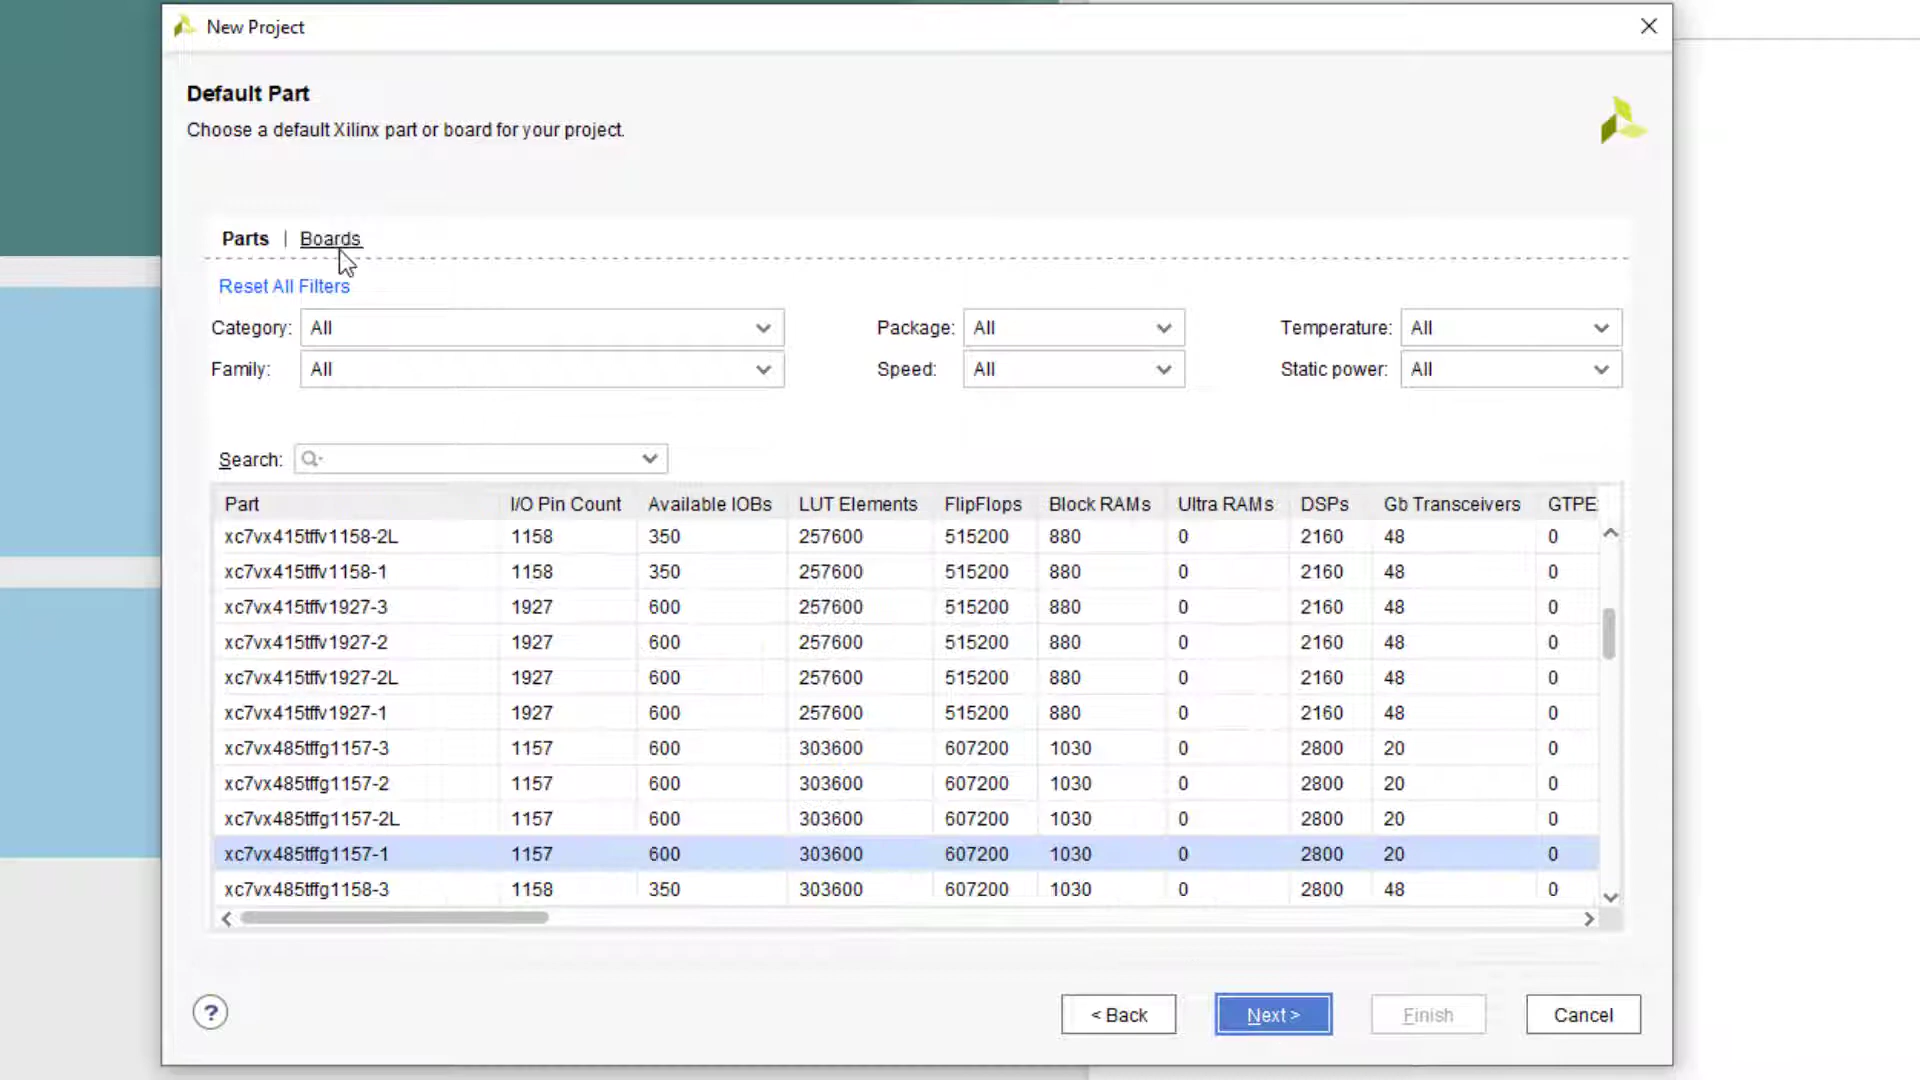 New Project
Default Part
Choose a default Xilinx part or board for your project.
Parts | Boards
Reset All Filters
Category: All Package: All Temperature: All
Family: All Speed: All Static power: All
Search:
Part I/O Pin Count Available IOBs LUT Elements FlipFlops Block RAMs Ultra RAMs DSPs Gb Transceivers GTPE
xc7vx415tffv1158-2L 1158 350 257600 515200 880 0 2160 48 0
xc7vx415tffv1158-1 1158 350 257600 515200 880 0 2160 48 0
xc7vx415tffv1927-3 1927 600 257600 515200 880 0 2160 48 0
xc7vx415tffv1927-2 1927 600 257600 515200 880 0 2160 48 0
xc7vx415tffv1927-2L 1927 600 257600 515200 880 0 2160 48 0
xc7vx415tffv1927-1 1927 600 257600 515200 880 0 2160 48 0
xc7vx485tffg1157-3 1157 600 303600 607200 1030 0 2800 20 0
xc7vx485tffg1157-2 1157 600 303600 607200 1030 0 2800 20 0
xc7vx485tffg1157-2L 1157 600 303600 607200 1030 0 2800 20 0
xc7vx485tffg1157-1 1157 600 303600 607200 1030 0 2800 20 0
xc7vx485tffg1158-3 1158 350 303600 607200 1030 0 2800 48 0
? < Back Next > Finish Cancel